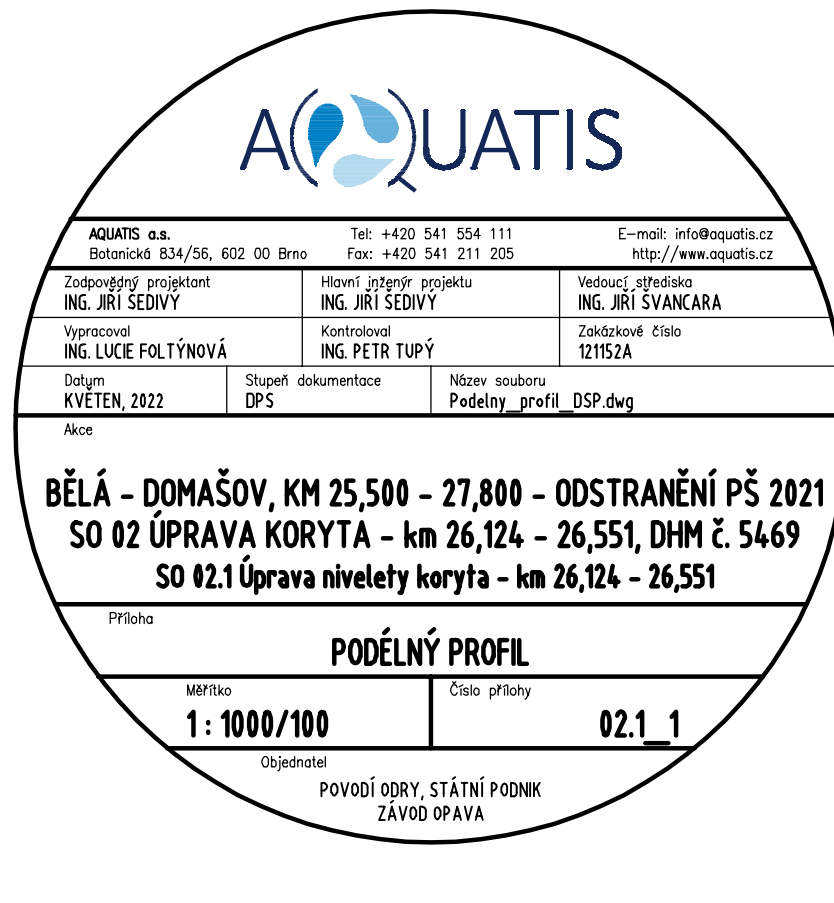 AQUATIS
AQUATIS a.s. Tel: +420 541 554 111 E-mail: info@aquatis.cz
Botanická 834/56, 602 00 Brno Fax: +420 541 211 205 http://www.aquatis.cz
Zodpovědný projektant Hlavní inženýr projektu Vedoucí střediska
ING. JIŘÍ ŠEDIVÝ ING. JIŘÍ ŠEDIVÝ ING. JIŘÍ ŠVANCARA
Vypracoval Kontroloval Zakázkové číslo
ING. LUCIE FOLTÝNOVÁ ING. PETR TUPÝ 121152A
Datum Stupeň dokumentace Název souboru
KVĚTEN, 2022 DPS Podelny_profil_DSP.dwg
Akce
BĚLÁ - DOMAŠOV, KM 25,500 - 27,800 - ODSTRANĚNÍ PŠ 2021
SO 02 ÚPRAVA KORYTA - km 26,124 - 26,551, DHM č. 5469
SO 02.1 Úprava nivelety koryta - km 26,124 - 26,551
Příloha
PODÉLNÝ PROFIL
Měřítko Číslo přílohy
1 : 1000/100 02.1_1
Objednatel
POVODÍ ODRY, STÁTNÍ PODNIK
ZÁVOD OPAVA